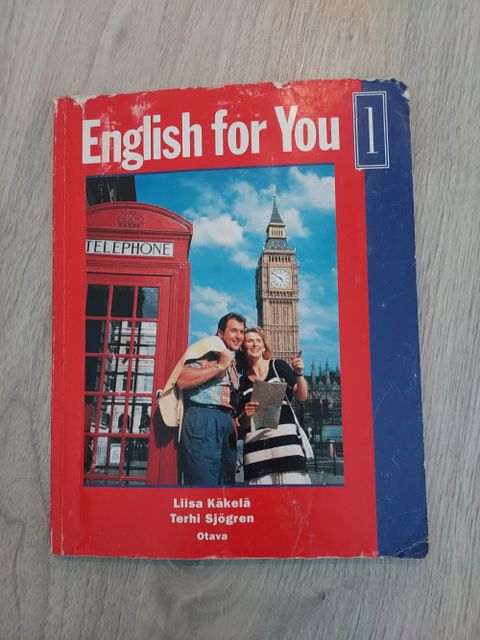 English for You 1
TELEPHONE
Liisa Käkelä
Terhi Sjögren
Otava